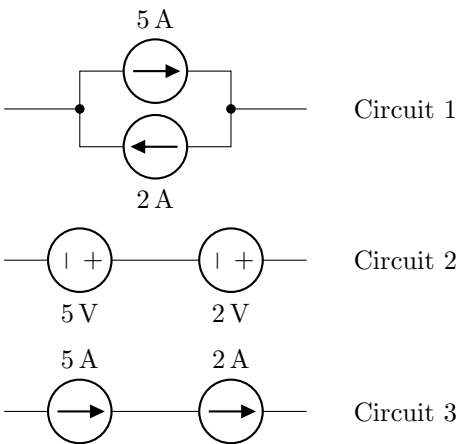 5 A
Circuit 1
2 A
− + − + Circuit 2
5 V 2 V
5 A 2 A
Circuit 3